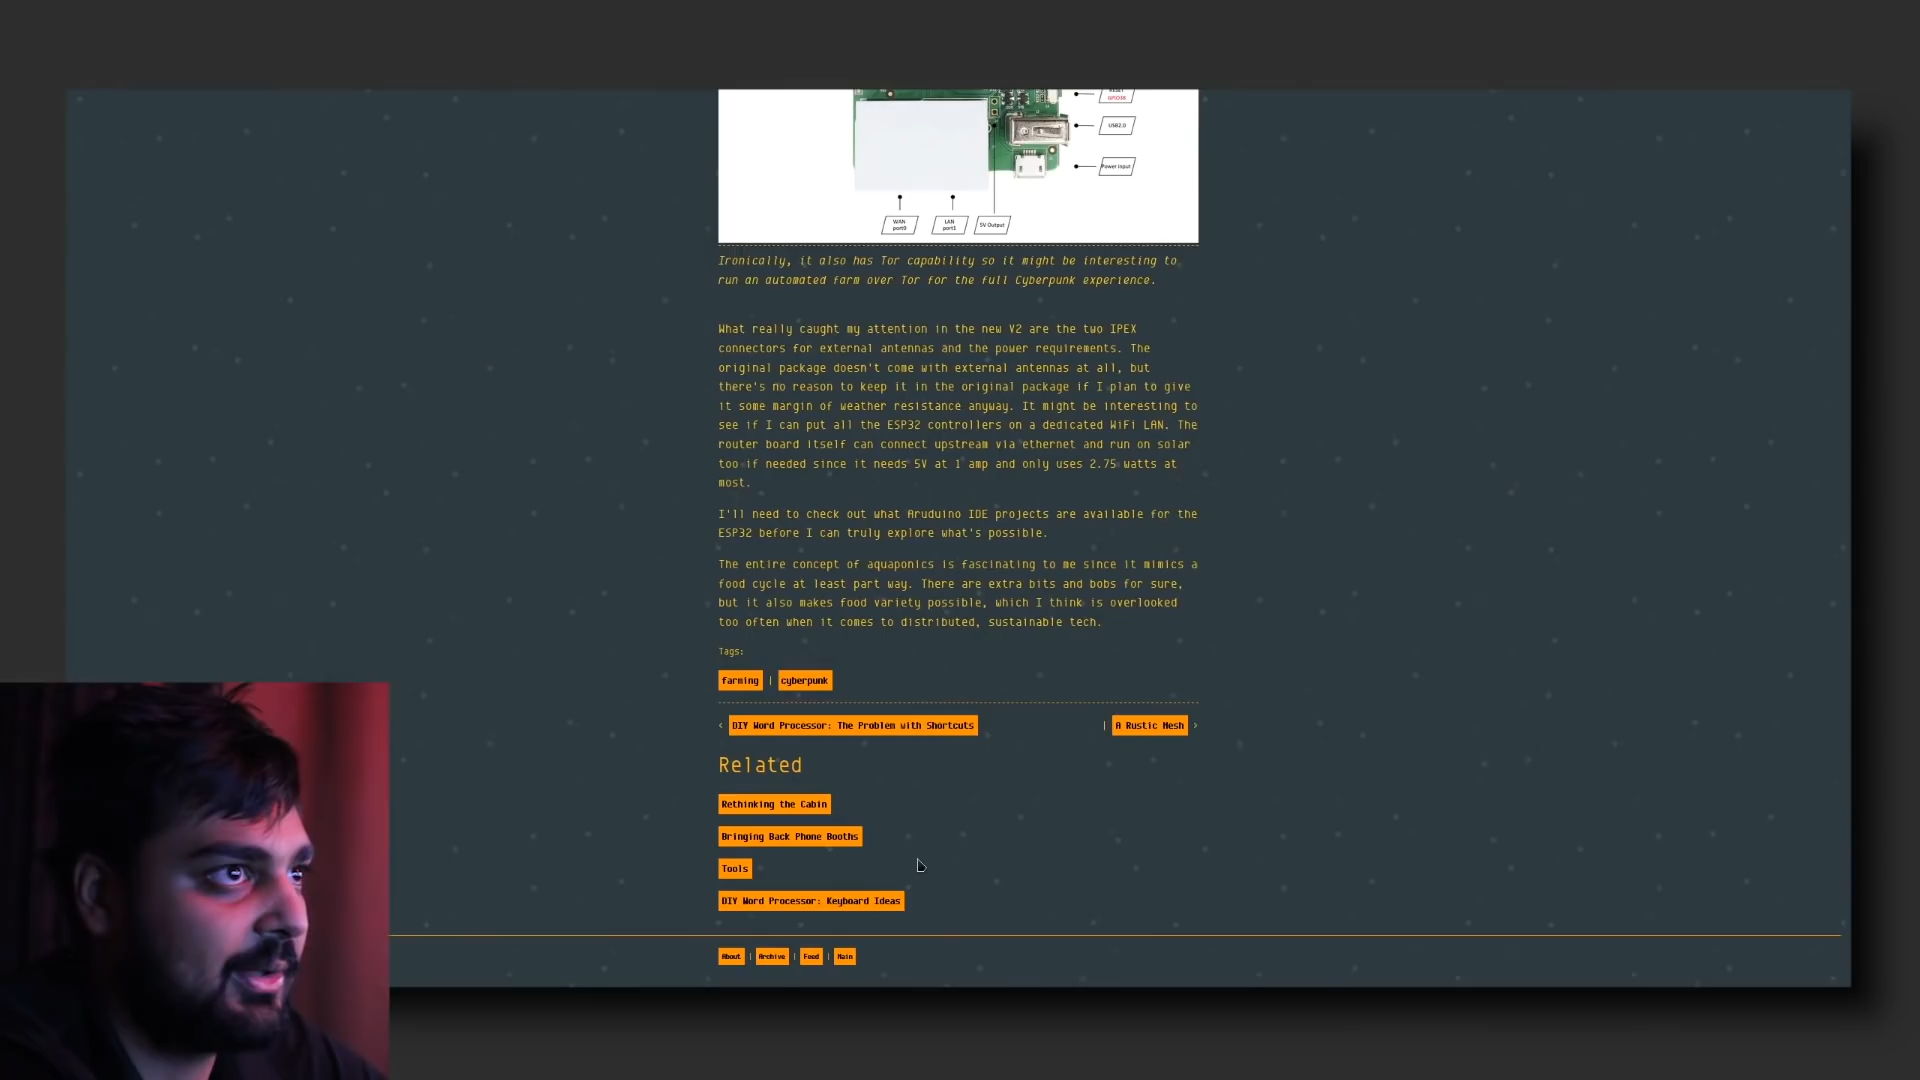 RESET
GPIO38
USB2.0
Power Input
WAN
port0
LAN
port1
5V Output
Ironically, it also has Tor capability so it might be interesting to
run an automated farm over Tor for the full Cyberpunk experience.
What really caught my attention in the new V2 are the two IPEX
connectors for external antennas and the power requirements. The
original package doesn't come with external antennas at all, but
there's no reason to keep it in the original package if I plan to give
it some margin of weather resistance anyway. It might be interesting to
see if I can put all the ESP32 controllers on a dedicated WiFi LAN. The
router board itself can connect upstream via ethernet and run on solar
too if needed since it needs 5V at 1 amp and only uses 2.75 watts at
most.
I'll need to check out what Aruduino IDE projects are available for the
ESP32 before I can truly explore what's possible.
The entire concept of aquaponics is fascinating to me since it mimics a
food cycle at least part way. There are extra bits and bobs for sure,
but it also makes food variety possible, which I think is overlooked
too often when it comes to distributed, sustainable tech.
Tags:
farming | cyberpunk
‹ DIY Word Processor: The Problem with Shortcuts | A Rustic Mesh ›
Related
Rethinking the Cabin
Bringing Back Phone Booths
Tools
DIY Word Processor: Keyboard Ideas
About | Archive | Feed | Main